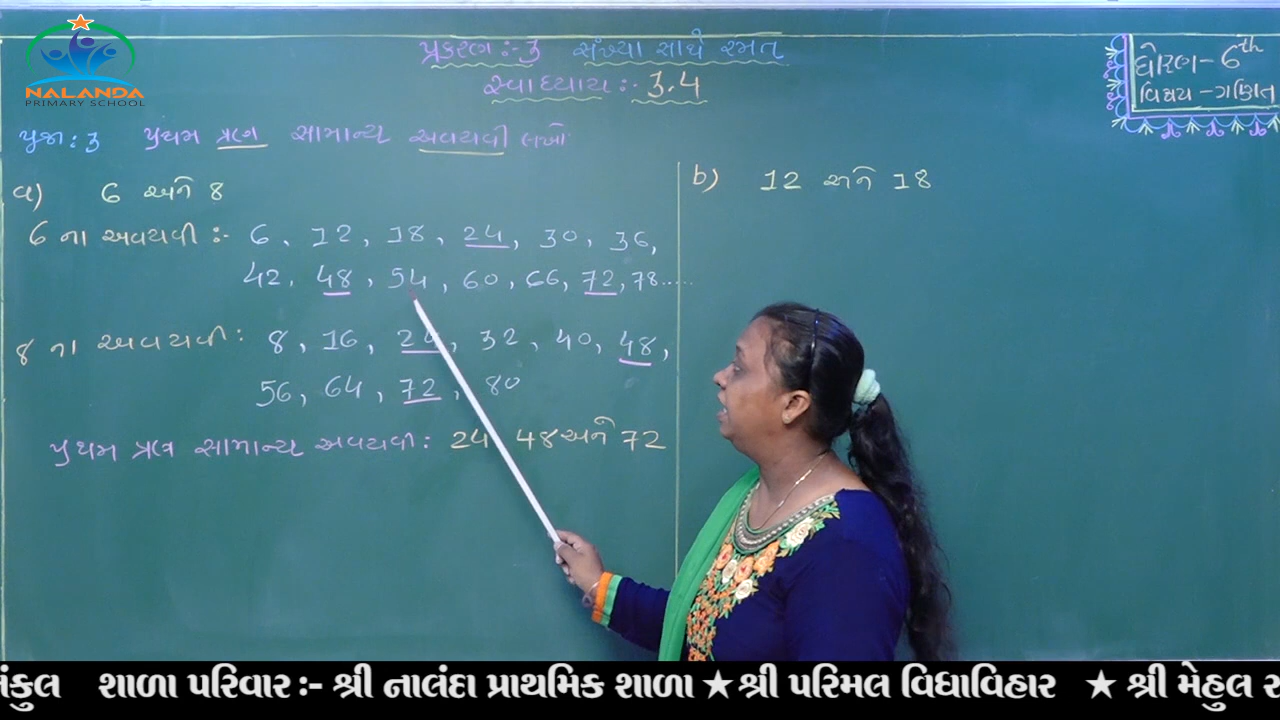 NALANDA
PRIMARY SCHOOL
પ્રકરણ :- 3 સંખ્યા સાથે રમત
સ્વાધ્યાય :- 3.4
ધોરણ - 6th
વિષય - ગણિત
પ્રશ્ન : 3 પ્રથમ ત્રણ સામાન્ય અવયવી લખો
a) 6 અને 8
6 ના અવયવી :- 6, 12, 18, 24, 30, 36,
42, 48, 54, 60, 66, 72, 78.....
8 ના અવયવી : 8, 16, 24, 32, 40, 48,
56, 64, 72, 80
પ્રથમ ત્રણ સામાન્ય અવયવી : 24 48 અને 72
b) 12 અને 18
ંકુલ શાળા પરિવાર :- શ્રી નાલંદા પ્રાથમિક શાળા ★ શ્રી પરિમલ વિદ્યાવિહાર ★ શ્રી મેહુલ